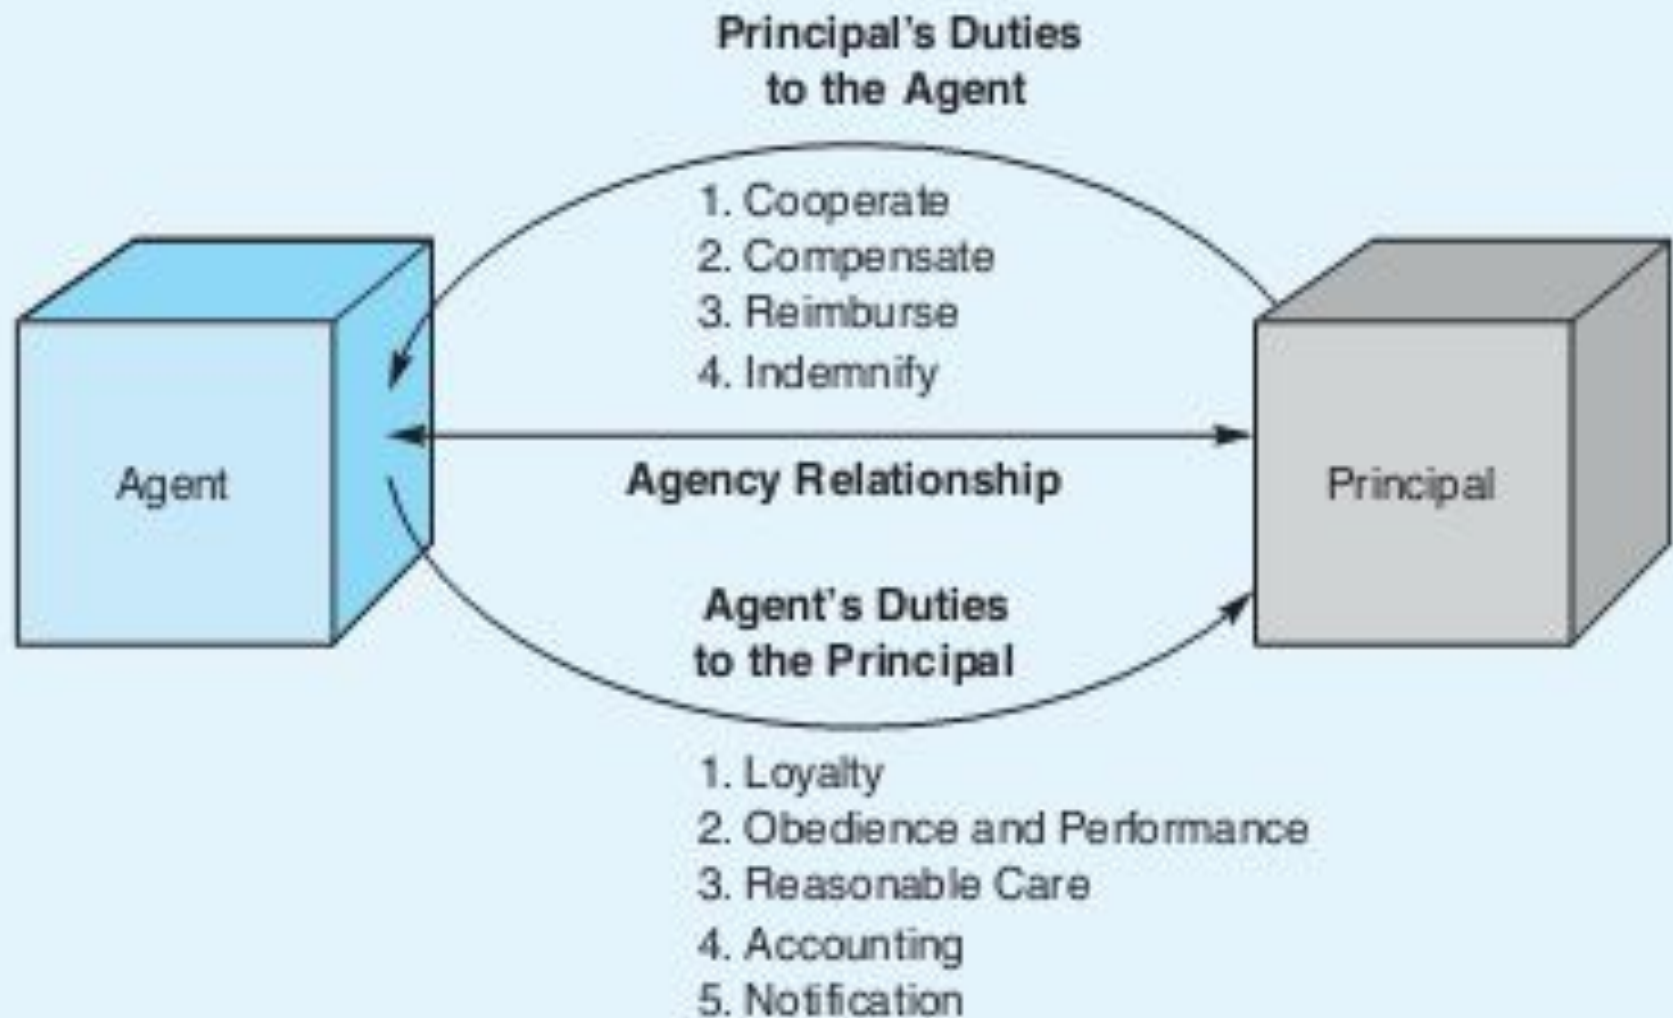 Principal's Duties
to the Agent
1. Cooperate
2. Compensate
3. Reimburse
4. Indemnify
Agent
Agency Relationship
Principal
Agent's Duties
to the Principal
1. Loyalty
2. Obedience and Performance
3. Reasonable Care
4. Accounting
5. Notification